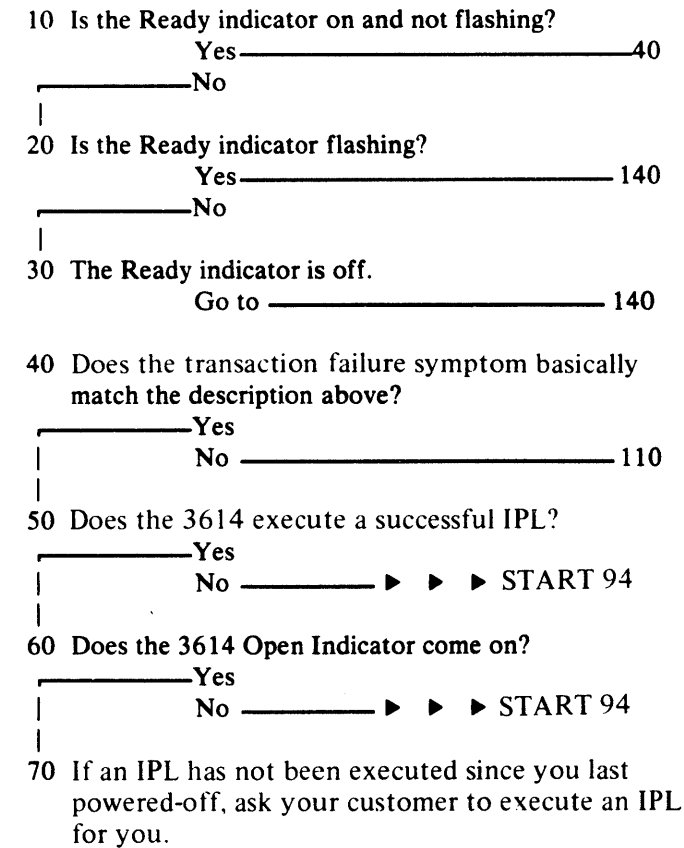 10 Is the Ready indicator on and not flashing?
Yes 40
No
20 Is the Ready indicator flashing?
Yes 140
No
30 The Ready indicator is off.
Go to 140
40 Does the transaction failure symptom basically
match the description above?
Yes
No 110
50 Does the 3614 execute a successful IPL?
Yes
No ▶ ▶ ▶ START 94
60 Does the 3614 Open Indicator come on?
Yes
No ▶ ▶ ▶ START 94
70 If an IPL has not been executed since you last
powered-off, ask your customer to execute an IPL
for you.